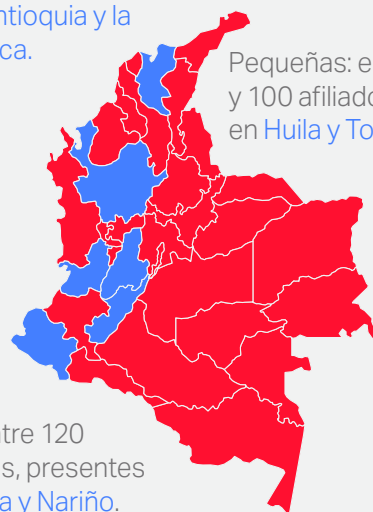 ntioquia y la
ca.
Pequeñas: e
y 100 afiliado
en Huila y To
tre 120
s, presentes
a y Nariño.